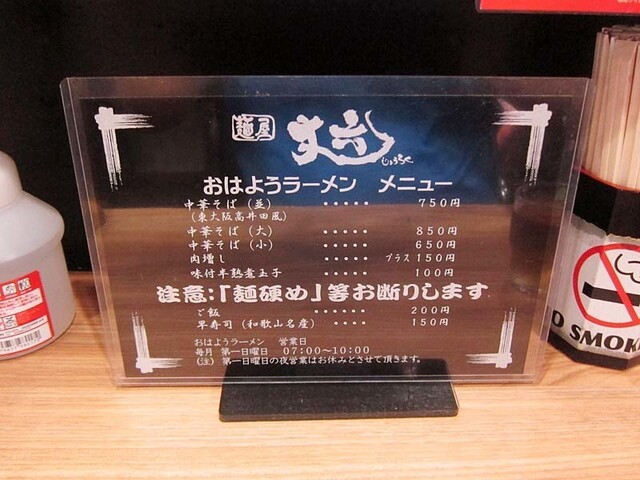 麺屋 丈六
じょうろく
おはようラーメン メニュー
中華そば(並) ・・・・・ 750円
(東大阪高井田風)
中華そば(大) ・・・・・ 850円
中華そば(小) ・・・・・ 650円
肉増し ・・・・・ プラス150円
味付半熟煮玉子 ・・・・・ 100円
注意:「麺硬め」等お断りします
ご飯 ・・・・・・ 200円
早寿司(和歌山名産) ・・・・・ 150円
おはようラーメン 営業日
毎月 第一日曜日 07:00〜10:00
(注) 第一日曜日の夜営業はお休みとさせて頂きます。
SMOK